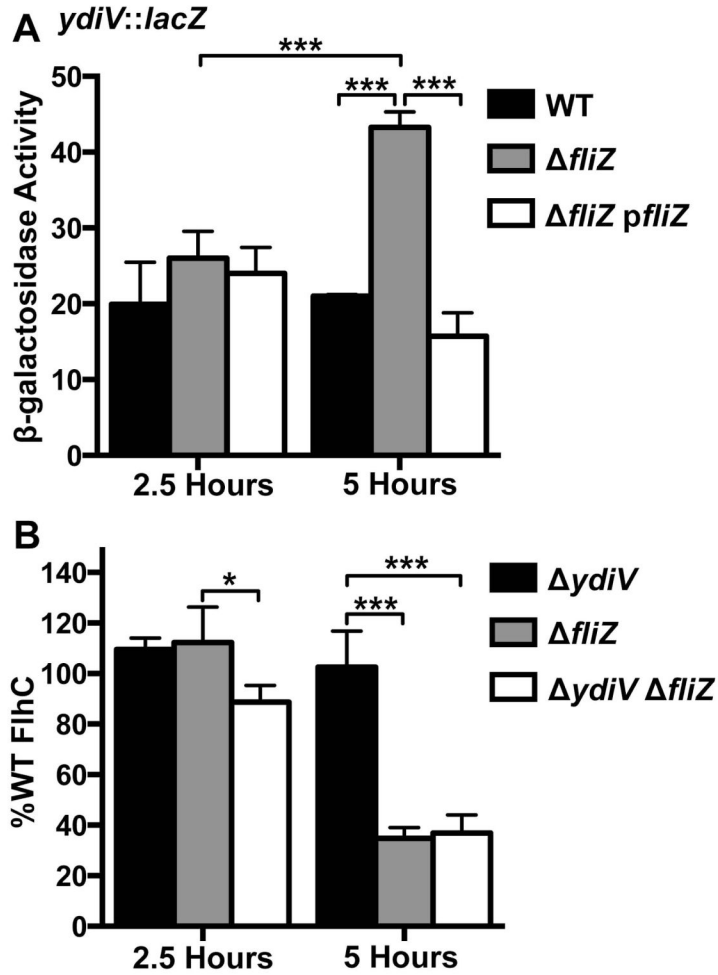 A ydiV::lacZ
***
*** ***
50
40
30
20
10
0
β-galactosidase Activity
2.5 Hours 5 Hours
WT
ΔfliZ
ΔfliZ pfliZ
B
***
*
***
140
120
100
80
60
40
20
0
%WT FlhC
2.5 Hours 5 Hours
ΔydiV
ΔfliZ
ΔydiV ΔfliZ